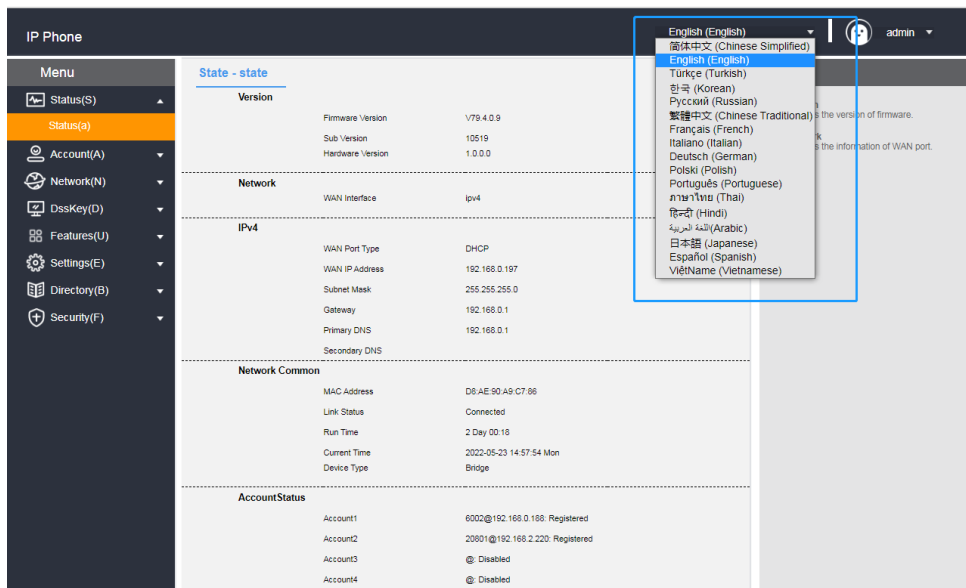 IP Phone
English (English)
admin
简体中文 (Chinese Simplified)
English (English)
Türkçe (Turkish)
한국 (Korean)
Русский (Russian)
繁體中文 (Chinese Traditional)
Français (French)
Italiano (Italian)
Deutsch (German)
Polski (Polish)
Português (Portuguese)
ภาษาไทย (Thai)
हिन्दी (Hindi)
اللغة العربية(Arabic)
日本語 (Japanese)
Español (Spanish)
ViệtName (Vietnamese)
Menu
Status(S)
Status(a)
Account(A)
Network(N)
DssKey(D)
Features(U)
Settings(E)
Directory(B)
Security(F)
State - state
Version
Firmware Version V79.4.0.9
Sub Version 10519
Hardware Version 1.0.0.0
Network
WAN Interface ipv4
IPv4
WAN Port Type DHCP
WAN IP Address 192.168.0.197
Subnet Mask 255.255.255.0
Gateway 192.168.0.1
Primary DNS 192.168.0.1
Secondary DNS
Network Common
MAC Address D6:AE:90:A9:C7:86
Link Status Connected
Run Time 2 Day 00:18
Current Time 2022-05-23 14:57:54 Mon
Device Type Bridge
AccountStatus
Account1 6002@192.168.0.188: Registered
Account2 20801@192.168.2.220: Registered
Account3 @: Disabled
Account4 @: Disabled
the version of firmware.
the information of WAN port.